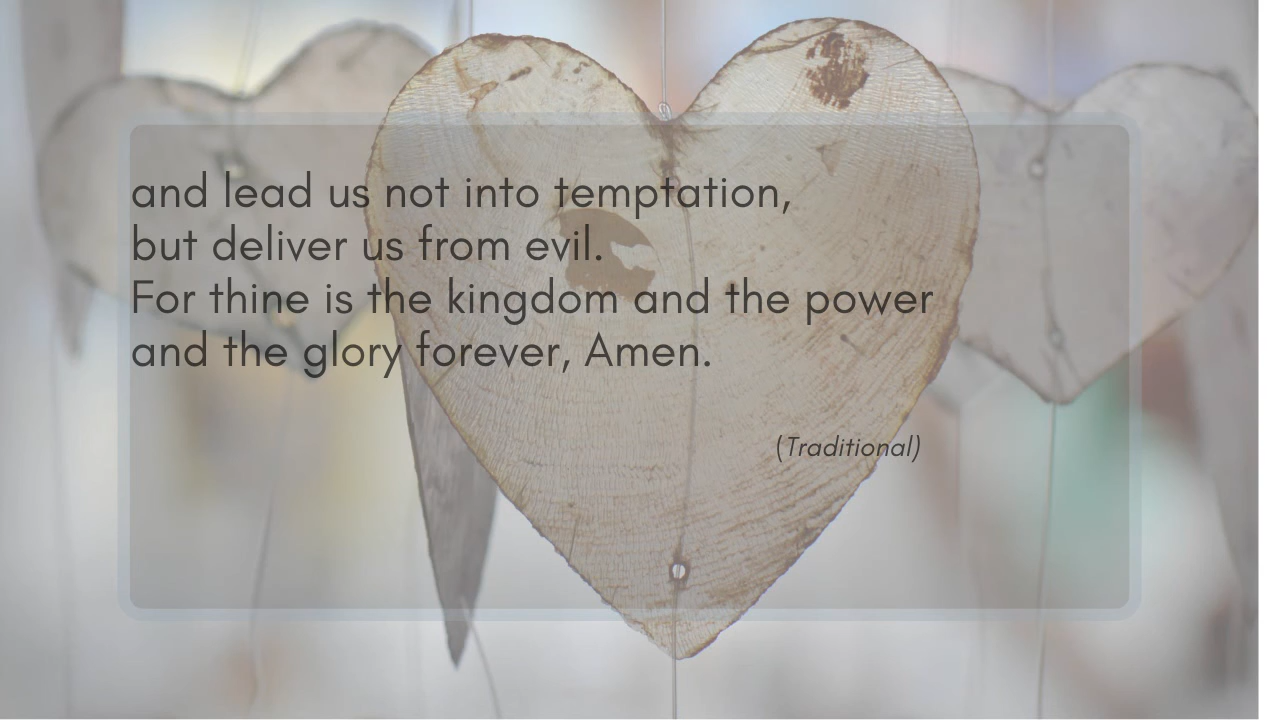 and lead us not into temptation,
but deliver us from evil.
For thine is the kingdom and the power
and the glory forever, Amen.
(Traditional)